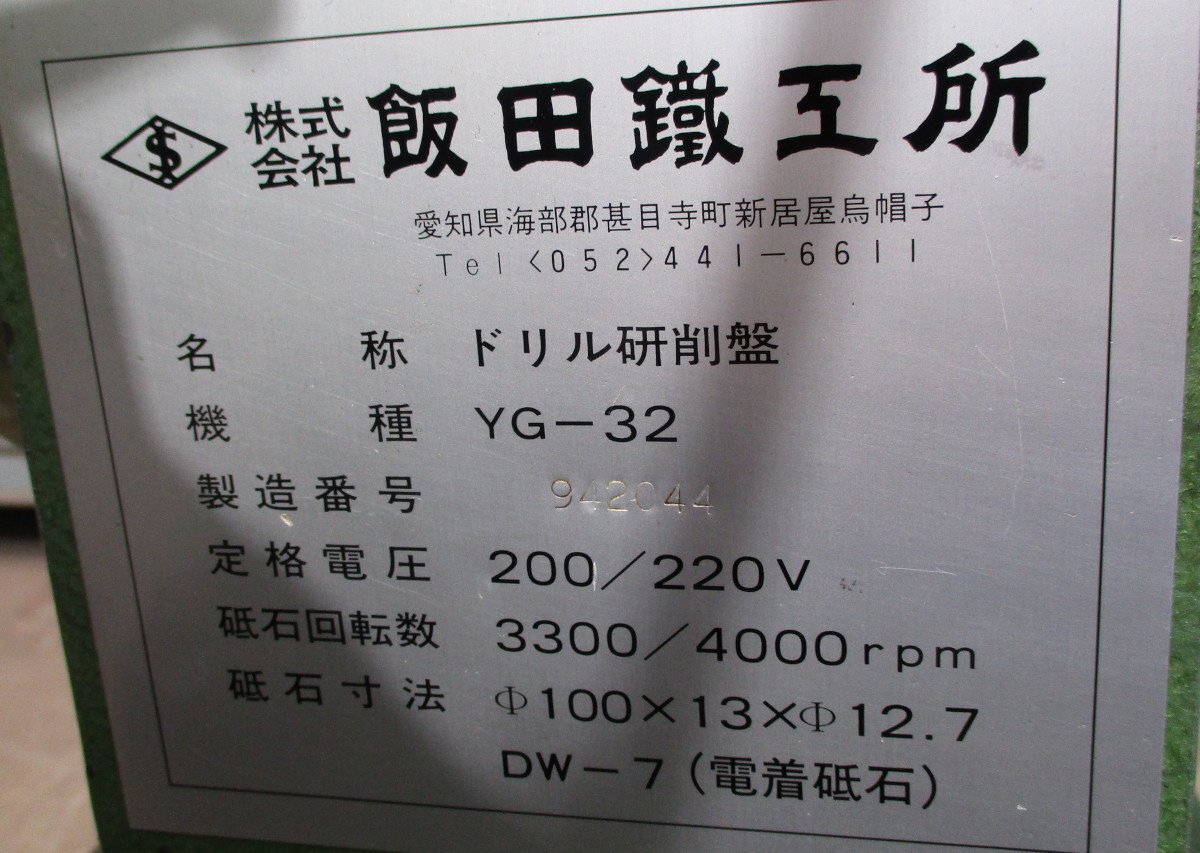 株式会社 飯田鐵工所
愛知県海部郡甚目寺町新居屋烏帽子
Tel <052>441-6611
名称 ドリル研削盤
機種 YG-32
製造番号 942044
定格電圧 200/220V
砥石回転数 3300/4000rpm
砥石寸法 Φ100×13×Φ12.7
DW-7(電着砥石)